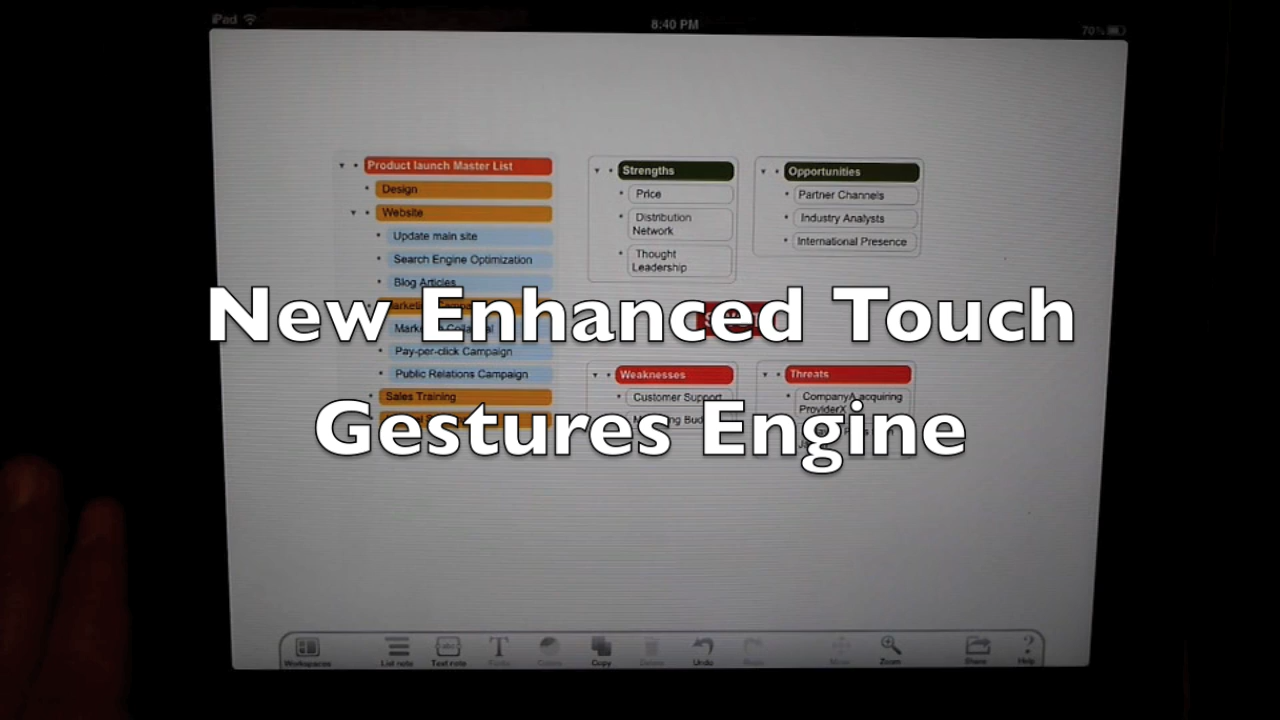 iPad
8:40 PM
70%
Product launch Master List
Design
Website
Update main site
Search Engine Optimization
Blog Articles
Pay-per-click Campaign
Public Relations Campaign
Sales Training
Strengths
Price
Distribution
Network
Thought
Leadership
Opportunities
Partner Channels
Industry Analysts
International Presence
New Enhanced Touch
Gestures Engine
Weaknesses
Customer Support
Threats
CompanyA acquiring
ProviderX
Workspaces
List note
Text note
Copy
Undo
Zoom
Share
Help